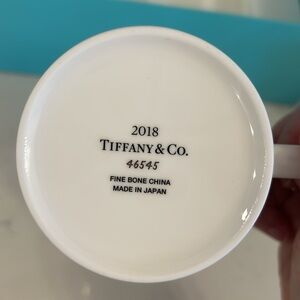 2018
TIFFANY & CO.
46545
FINE BONE CHINA
MADE IN JAPAN